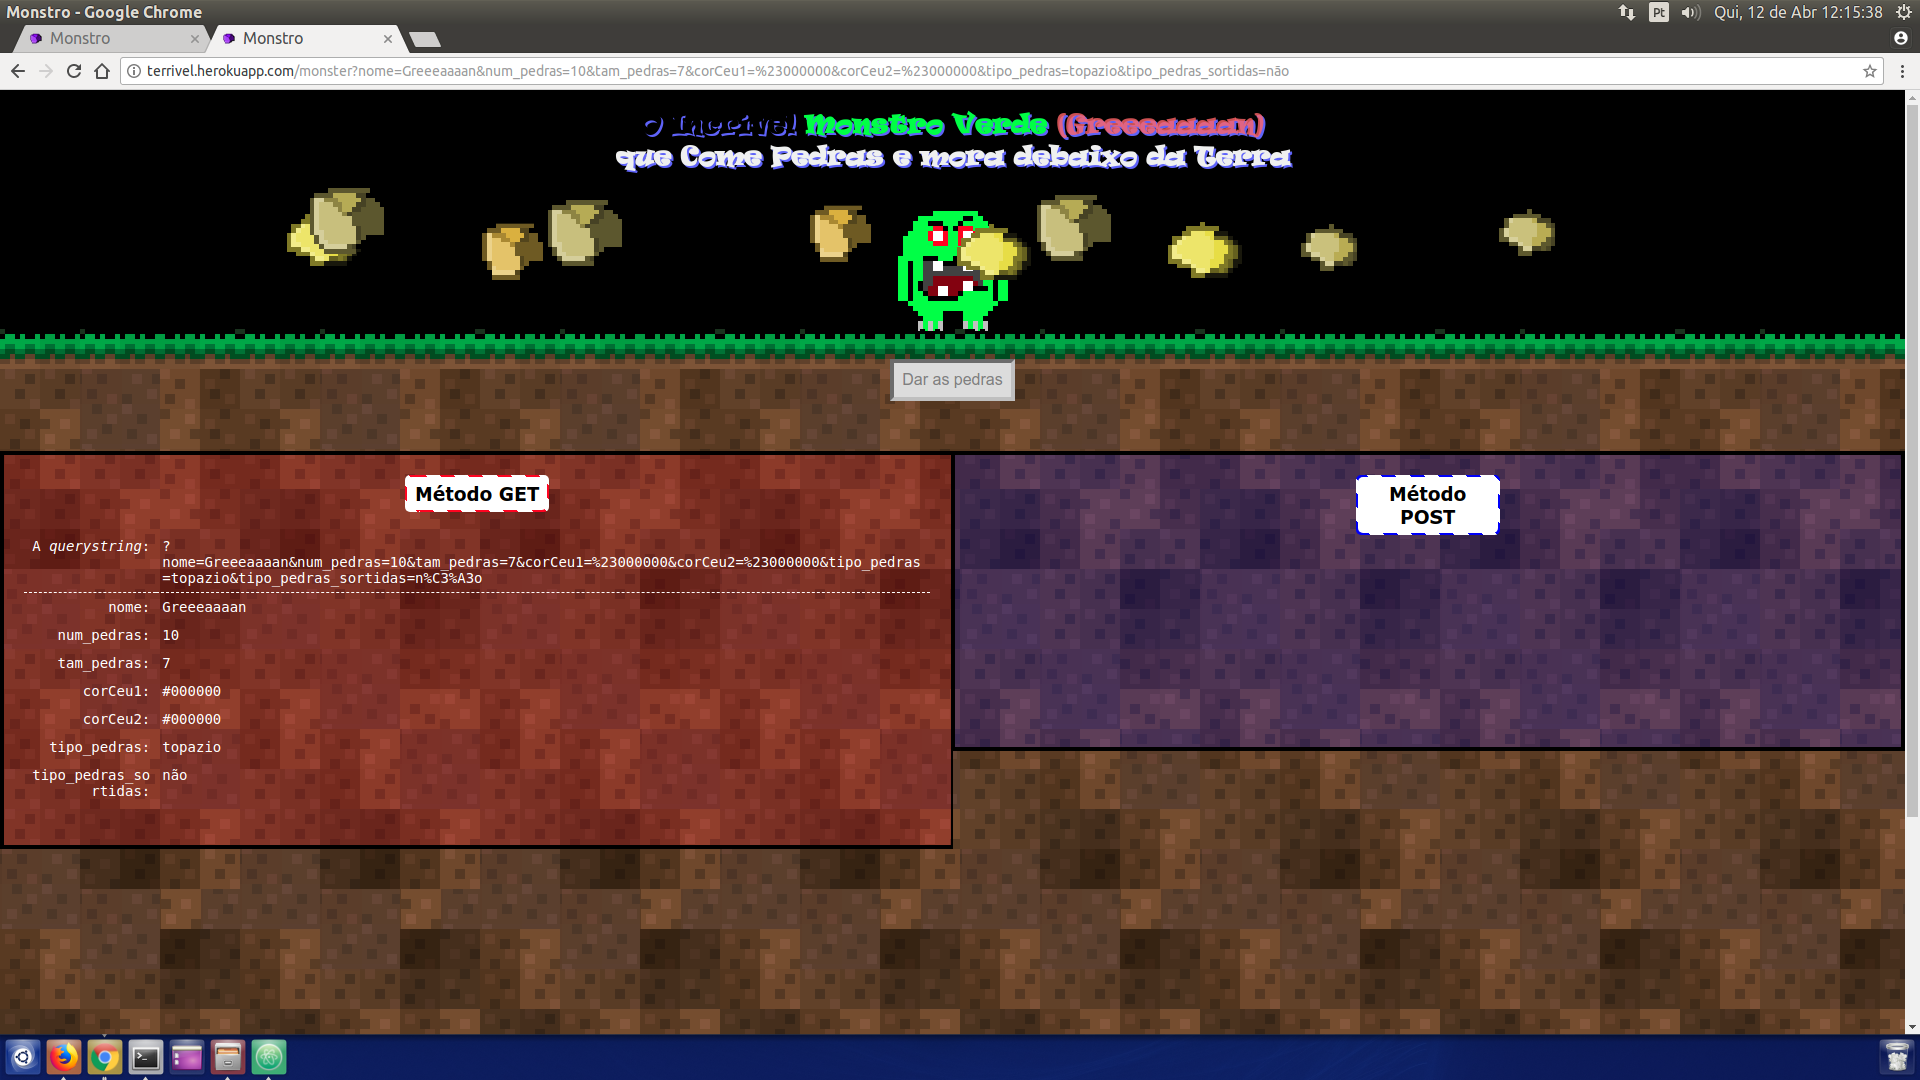 Monstro - Google Chrome
Pt
Qui, 12 de Abr 12:15:38
Monstro
Monstro
terrivel.herokuapp.com/monster?nome=Greeeaaaan&num_pedras=10&tam_pedras=7&corCeu1=%23000000&corCeu2=%23000000&tipo_pedras=topazio&tipo_pedras_sortidas=não
O Incrível Monstro Verde (Greeeaaaan)
que Come Pedras e mora debaixo da Terra
Dar as pedras
Método GET
A querystring: ?
nome=Greeeaaaan&num_pedras=10&tam_pedras=7&corCeu1=%23000000&corCeu2=%23000000&tipo_pedras
=topazio&tipo_pedras_sortidas=n%C3%A3o
nome: Greeeaaaan
num_pedras: 10
tam_pedras: 7
corCeu1: #000000
corCeu2: #000000
tipo_pedras: topazio
tipo_pedras_so não
rtidas:
Método
POST